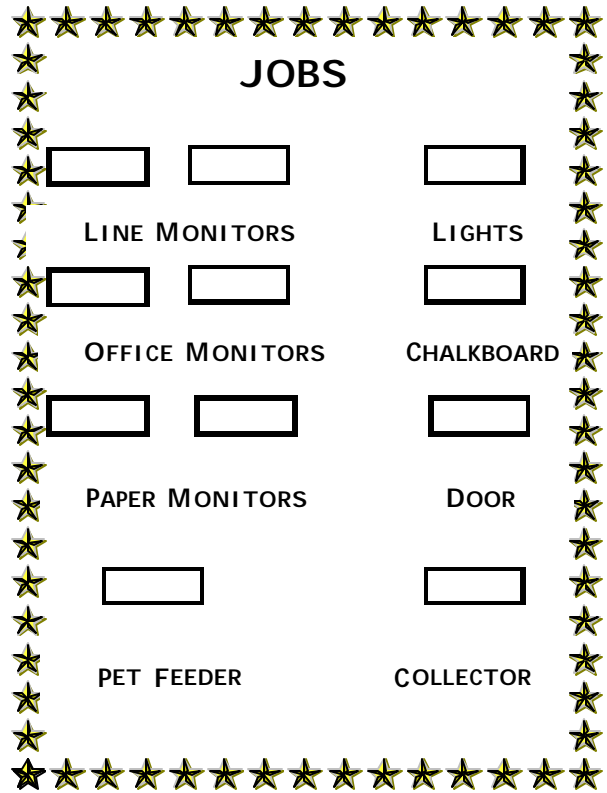 JOBS
LINE MONITORS LIGHTS
OFFICE MONITORS CHALKBOARD
PAPER MONITORS DOOR
PET FEEDER COLLECTOR